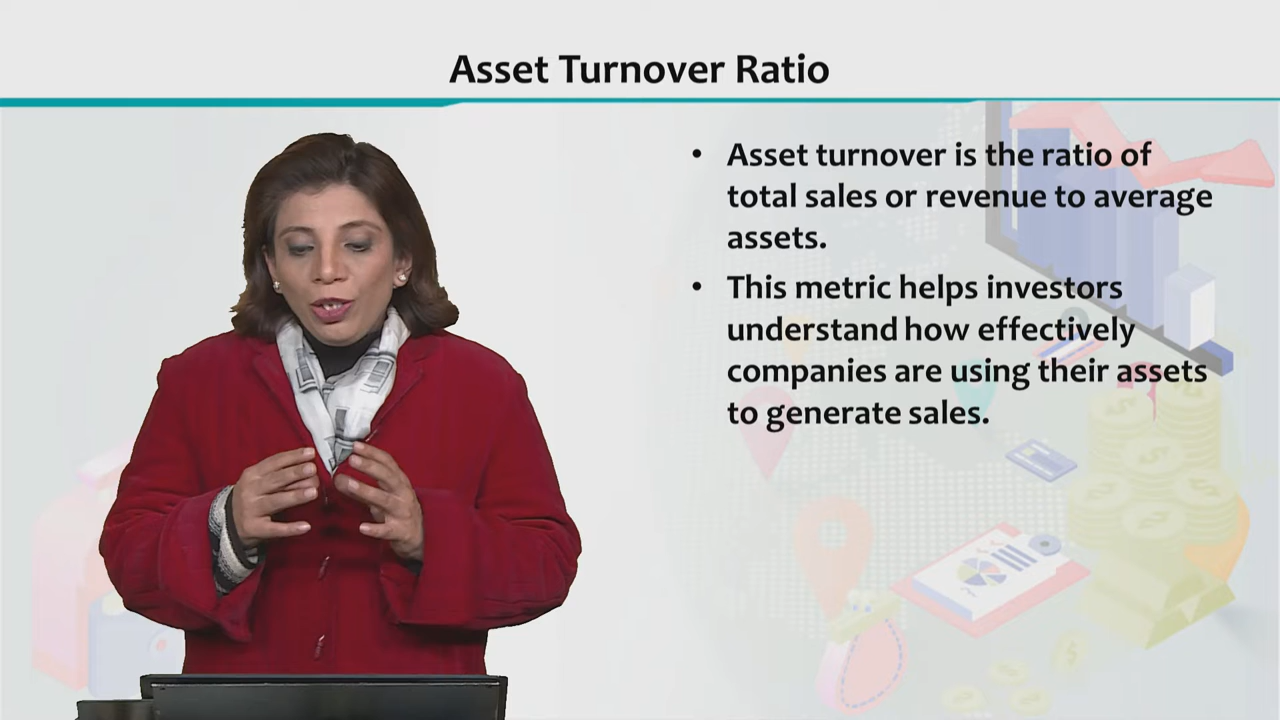 Asset Turnover Ratio
• Asset turnover is the ratio of
total sales or revenue to average
assets.
• This metric helps investors
understand how effectively
companies are using their assets
to generate sales.